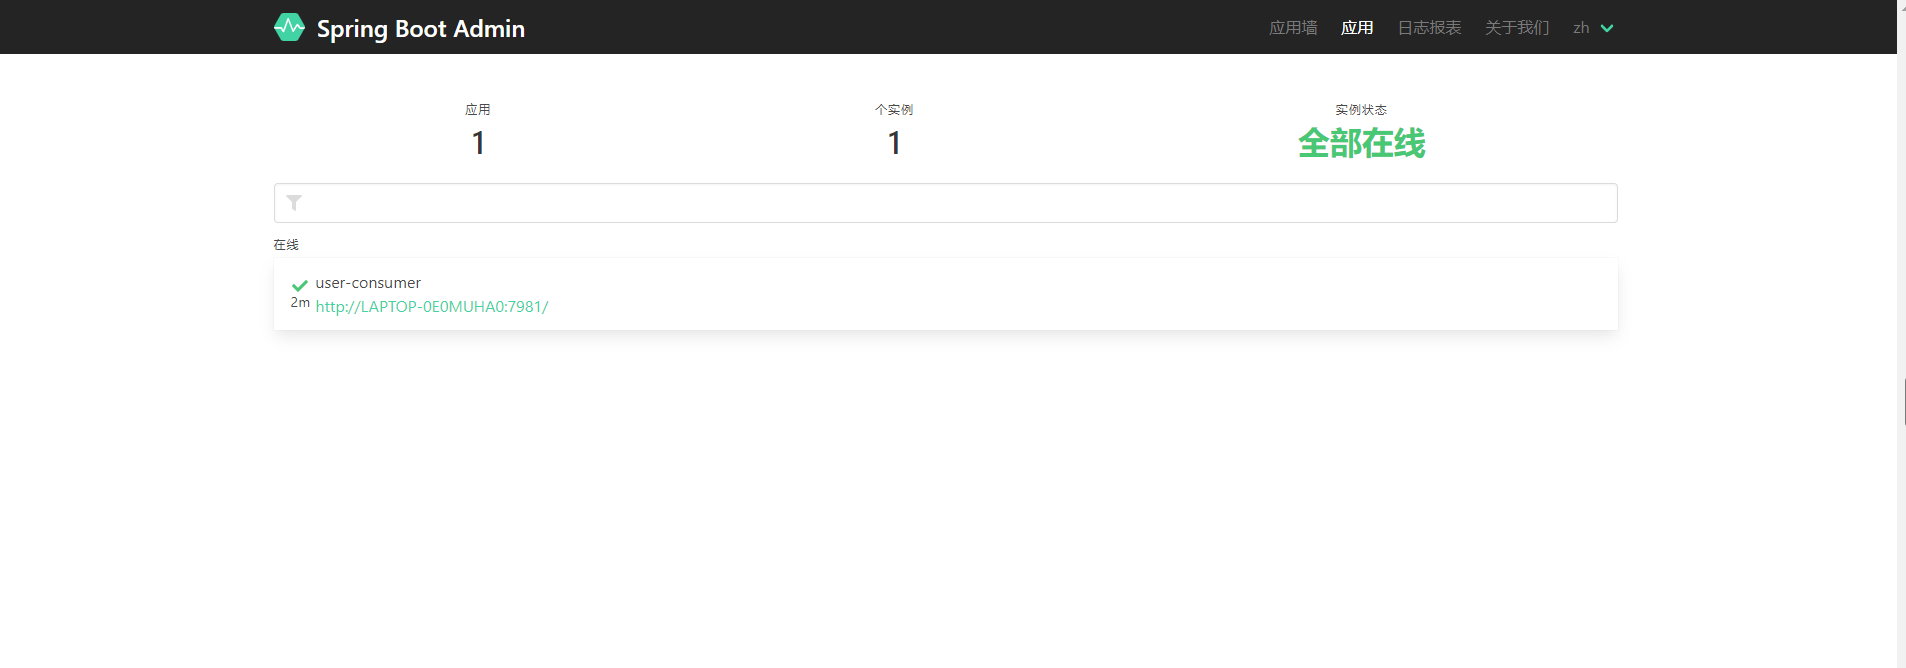 Spring Boot Admin
应用墙 应用 日志报表 关于我们 zh
应用 个实例 实例状态
1 1 全部在线
在线
user-consumer
2m http://LAPTOP-0E0MUHA0:7981/